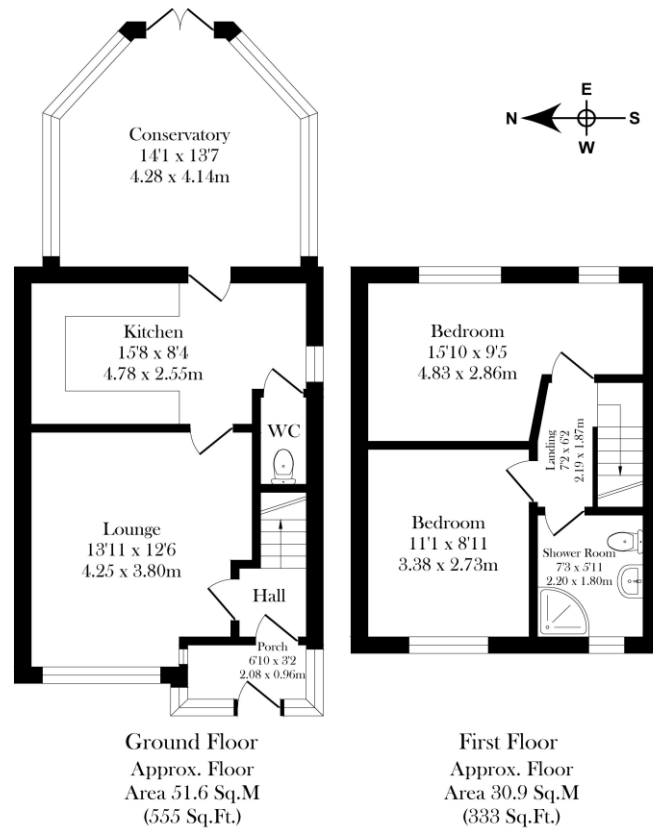 Conservatory
14'1 x 13'7
4.28 x 4.14m
E
N
S
W
Kitchen
15'8 x 8'4
4.78 x 2.55m
WC
Lounge
13'11 x 12'6
4.25 x 3.80m
Hall
Porch
6'10 x 3'2
2.08 x 0.96m
Ground Floor
Approx. Floor
Area 51.6 Sq.M
(555 Sq.Ft.)
Bedroom
15'10 x 9'5
4.83 x 2.86m
Landing
7'2 x 6'2
2.19 x 1.87m
Bedroom
11'1 x 8'11
3.38 x 2.73m
Shower Room
7'3 x 5'11
2.20 x 1.80m
First Floor
Approx. Floor
Area 30.9 Sq.M
(333 Sq.Ft.)